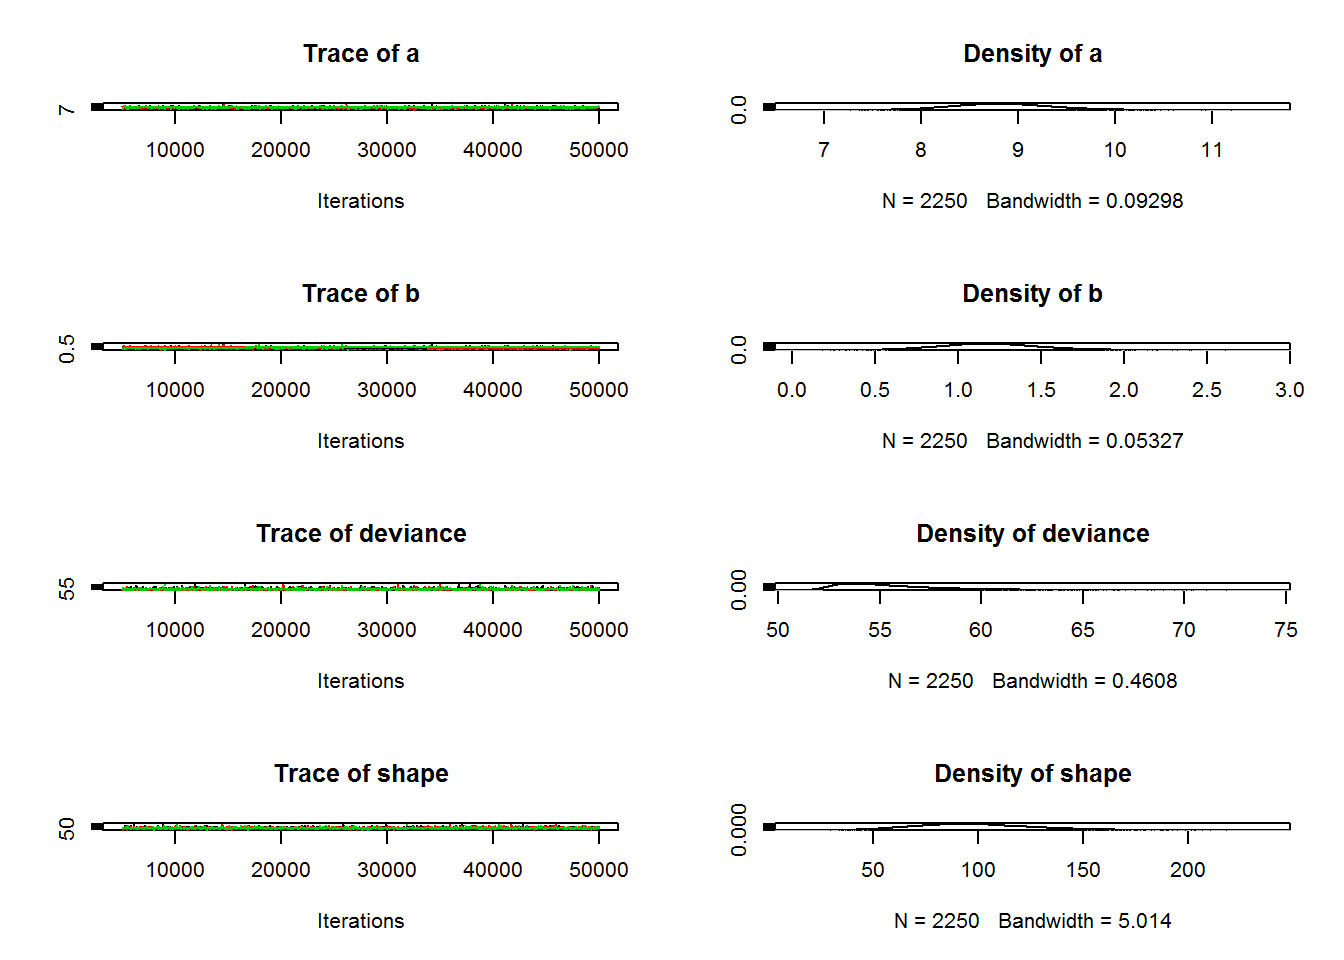 Trace of a
7
10000 20000 30000 40000 50000
Iterations
Density of a
0.0
7 8 9 10 11
N = 2250 Bandwidth = 0.09298
Trace of b
0.5
10000 20000 30000 40000 50000
Iterations
Density of b
0.0
0.0 0.5 1.0 1.5 2.0 2.5 3.0
N = 2250 Bandwidth = 0.05327
Trace of deviance
55
10000 20000 30000 40000 50000
Iterations
Density of deviance
0.00
50 55 60 65 70 75
N = 2250 Bandwidth = 0.4608
Trace of shape
50
10000 20000 30000 40000 50000
Iterations
Density of shape
0.000
50 100 150 200
N = 2250 Bandwidth = 5.014